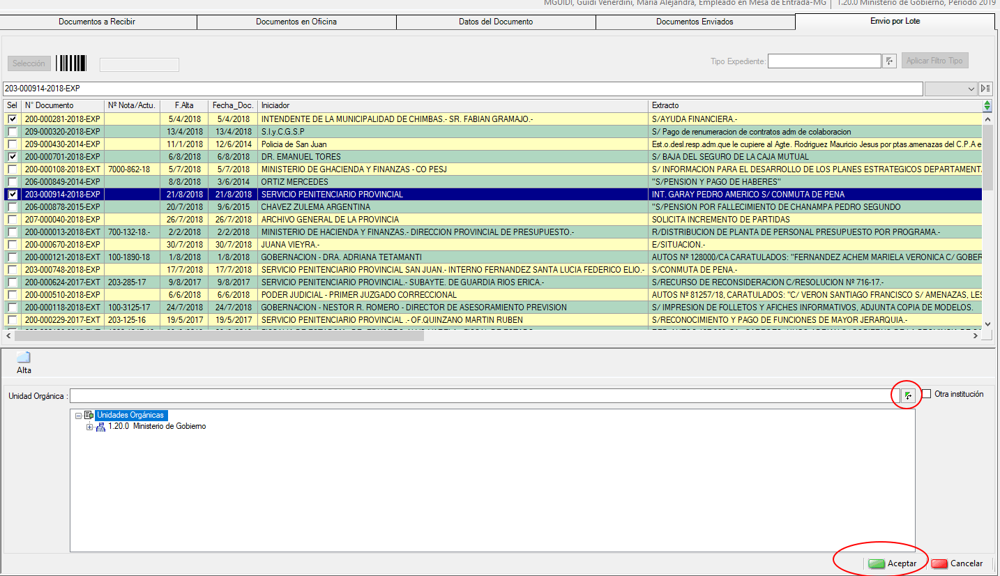 MGUIDI, Guidi Venerdini, Maria Alejandra, Empleado en Mesa de Entrada-MG | 1.20.0 Ministerio de Gobierno, Periodo 2019
Documentos a Recibir Documentos en Oficina Datos del Documento Documentos Enviados Envio por Lote
Selección Tipo Expediente: Aplicar Filtro Tipo
203-000914-2018-EXP
Sel N° Documento Nº Nota/Actu. F.Alta Fecha_Doc. Iniciador Extracto
200-000281-2018-EXP 5/4/2018 5/4/2018 INTENDENTE DE LA MUNICIPALIDAD DE CHIMBAS.- SR. FABIAN GRAMAJO.- S/AYUDA FINANCIERA.-
209-000320-2018-EXP 13/4/2018 13/4/2018 S.I.y.C.G.S.P S/ Pago de renumeracion de contratos adm de colaboracion
209-000430-2014-EXP 11/1/2018 12/6/2014 Policia de San Juan Est.o.desl.resp.adm.que le cupiere al Agte. Rodriguez Mauricio Jesus por ptas.amenazas del C.P.A e
200-000701-2018-EXP 6/8/2018 6/8/2018 DR. EMANUEL TORES S/ BAJA DEL SEGURO DE LA CAJA MUTUAL
200-000108-2018-EXT 7000-862-18 5/7/2018 5/7/2018 MINISTERIO DE GHACIENDA Y FINANZAS - CO PESJ S/ INFORMACION PARA EL DESARROLLO DE LOS PLANES ESTRATEGICOS DEPARTAMENT.
206-000849-2014-EXP 8/8/2018 3/6/2014 ORTIZ MERCEDES "S/PENSION Y PAGO DE HABERES"
203-000914-2018-EXP 21/8/2018 21/8/2018 SERVICIO PENITENCIARIO PROVINCIAL INT. GARAY PEDRO AMERICO S/ CONMUTA DE PENA
206-000878-2015-EXP 20/7/2018 9/6/2015 CHAVEZ ZULEMA ARGENTINA "S/PENSION POR FALLECIMIENTO DE CHANAMPA PEDRO SEGUNDO
207-000040-2018-EXP 26/7/2018 26/7/2018 ARCHIVO GENERAL DE LA PROVINCIA SOLICITA INCREMENTO DE PARTIDAS
200-000013-2018-EXT 700-132-18.- 2/2/2018 2/2/2018 MINISTERIO DE HACIENDA Y FINANZAS.- DIRECCION PROVINCIAL DE PRESUPUESTO.- R/DISTRIBUCION DE PLANTA DE PERSONAL PRESUPUESTO POR PROGRAMA.-
200-000670-2018-EXP 30/7/2018 30/7/2018 JUANA VIEYRA.- E/SITUACION.-
200-000121-2018-EXT 100-1890-18 1/8/2018 1/8/2018 GOBERNACION - DRA. ADRIANA TETAMANTI AUTOS Nº 128000/CA CARATULADOS: "FERNANDEZ ACHEM MARIELA VERONICA C/ GOBER
203-000748-2018-EXP 17/7/2018 17/7/2018 SERVICIO PENITENCIARIO PROVINCIAL SAN JUAN.- INTERNO FERNANDEZ SANTA LUCIA FEDERICO ELIO.- S/CONMUTA DE PENA.-
200-000624-2017-EXT 203-285-17 9/8/2017 9/8/2017 SERVICIO PENITENCIARIO PROVINCIAL.- SUBAYTE. DE GUARDIA RIOS ERICA.- S/RECURSO DE RECONSIDERACION C/RESOLUCION Nº 716-17.-
200-000510-2018-EXP 6/6/2018 6/6/2018 PODER JUDICIAL - PRIMER JUZGADO CORRECCIONAL AUTOS Nº 81257/18, CARATULADOS: "C/ VERON SANTIAGO FRANCISCO S/ AMENAZAS, LES
200-000118-2018-EXT 100-3125-17 24/7/2018 24/7/2018 GOBERNACION - NESTOR R. ROMERO - DIRECTOR DE ASESORAMIENTO PREVISION S/ IMPRESION DE FOLLETOS Y AFICHES INFORMATIVOS, ADJUNTA COPIA DE MODELOS.
200-000229-2017-EXT 203-125-16 19/5/2017 19/5/2017 SERVICIO PENITENCIARIO PROVINCIAL .- OF.QUINZANO MARTIN RUBEN S/RECONOCIMIENTO Y PAGO DE FUNCIONES DE MAYOR JERARQUIA.-
Alta
Unidad Orgánica : Otra institución
Unidades Orgánicas
1.20.0 Ministerio de Gobierno
Aceptar Cancelar